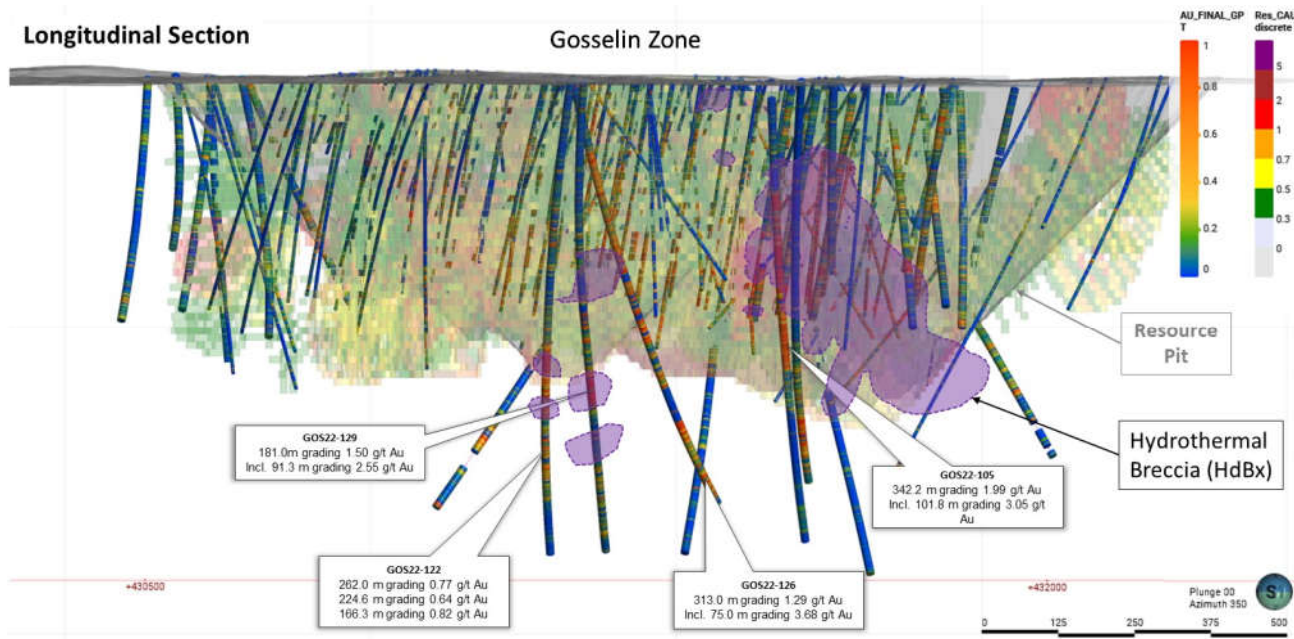 Longitudinal Section
Gosselin Zone
AU_FINAL_GP
T
1
0.8
0.6
0.4
0.2
0
Res_CAL
discrete
5
2
1
0.7
0.5
0.3
0
Resource
Pit
Hydrothermal
Breccia (HdBx)
GOS22-129
181.0m grading 1.50 g/t Au
Incl. 91.3 m grading 2.55 g/t Au
GOS22-105
342.2 m grading 1.99 g/t Au
Incl. 101.8 m grading 3.05 g/t
Au
GOS22-122
262.0 m grading 0.77 g/t Au
224.6 m grading 0.64 g/t Au
166.3 m grading 0.82 g/t Au
GOS22-126
313.0 m grading 1.29 g/t Au
Incl. 75.0 m grading 3.68 g/t Au
+430500
+432000
Plunge 00
Azimuth 350
S
0 125 250 375 500